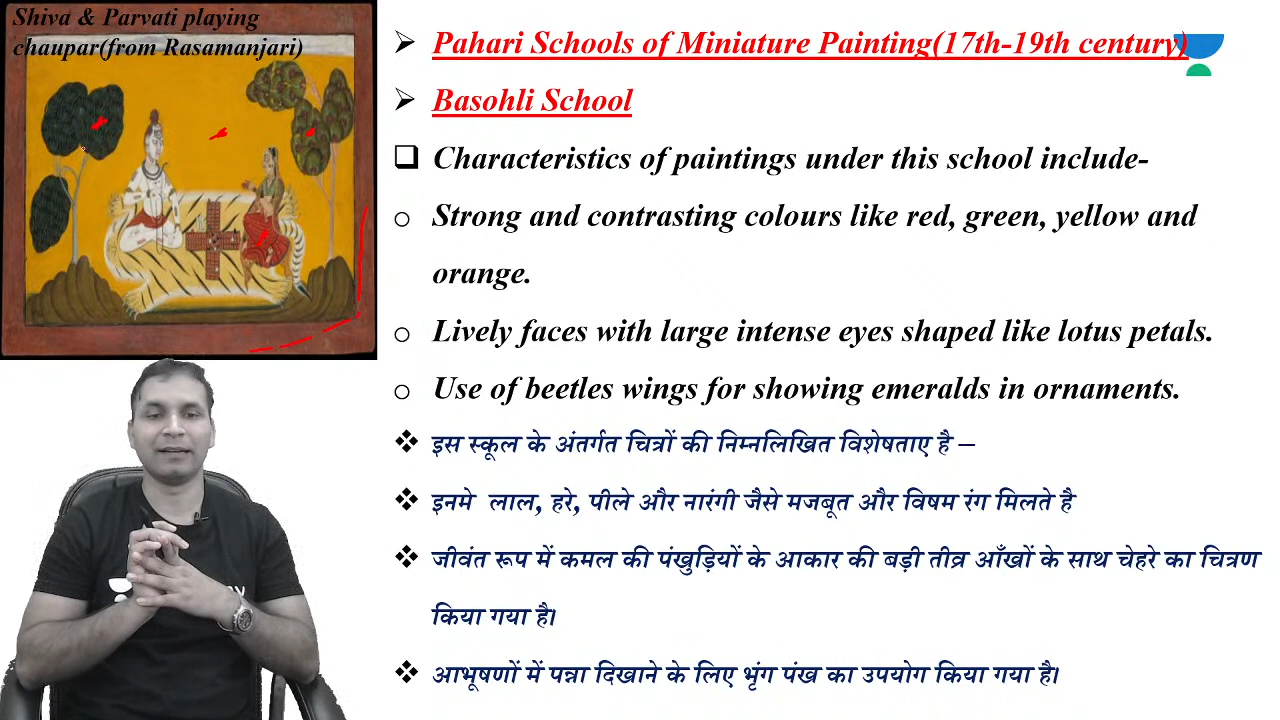 Shiva & Parvati playing
chaupar(from Rasamanjari)
Pahari Schools of Miniature Painting(17th-19th century)
Basohli School
Characteristics of paintings under this school include-
Strong and contrasting colours like red, green, yellow and
orange.
Lively faces with large intense eyes shaped like lotus petals.
Use of beetles wings for showing emeralds in ornaments.
इस स्कूल के अंतर्गत चित्रों की निम्नलिखित विशेषताए है –
इनमे लाल, हरे, पीले और नारंगी जैसे मजबूत और विषम रंग मिलते है
जीवंत रूप में कमल की पंखुड़ियों के आकार की बड़ी तीव्र आँखों के साथ चेहरे का चित्रण
किया गया है।
आभूषणों में पन्ना दिखाने के लिए भृंग पंख का उपयोग किया गया है।